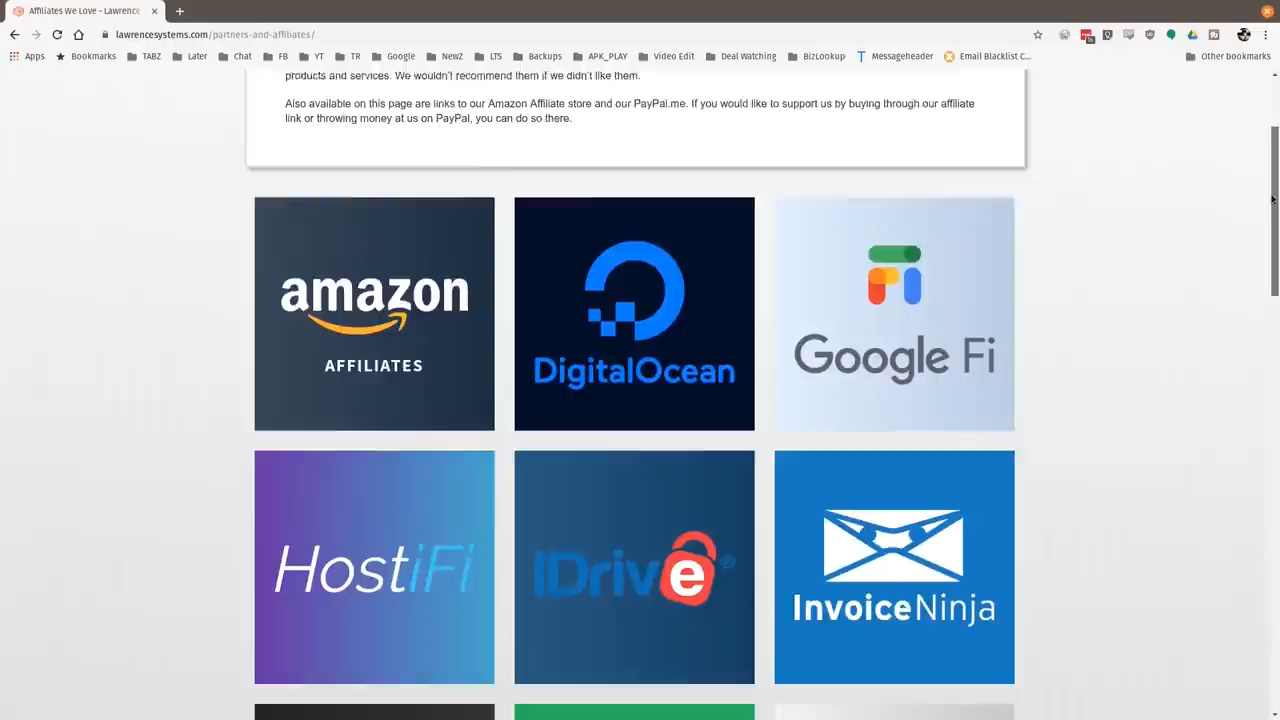 Affiliates We Love - Lawrence
lawrencesystems.com/partners-and-affiliates/
Apps Bookmarks TABZ Later Chat FB YT TR Google NewZ LTS Backups APK_PLAY Video Edit Deal Watching BizLookup Messageheader Email Blacklist C... Other bookmarks
products and services. We wouldn't recommend them if we didn't like them.
Also available on this page are links to our Amazon Affiliate store and our PayPal.me. If you would like to support us by buying through our affiliate
link or throwing money at us on PayPal, you can do so there.
amazon
AFFILIATES
DigitalOcean
Google Fi
HostiFi
IDrive®
InvoiceNinja